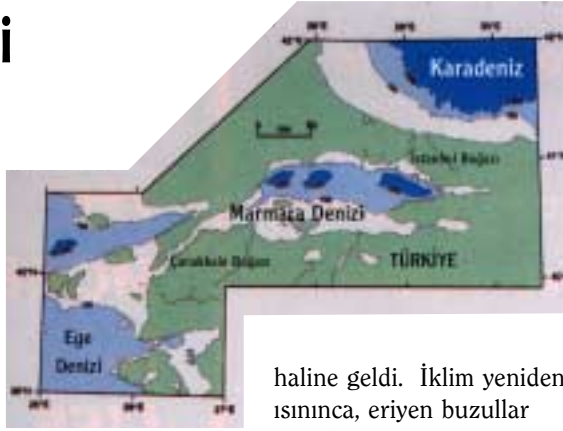 i
Karadeniz
İstanbul Boğazı
Marmara Denizi
Çanakkale Boğazı
TÜRKİYE
Ege
Denizi
haline geldi. İklim yeniden
ısınınca, eriyen buzullar